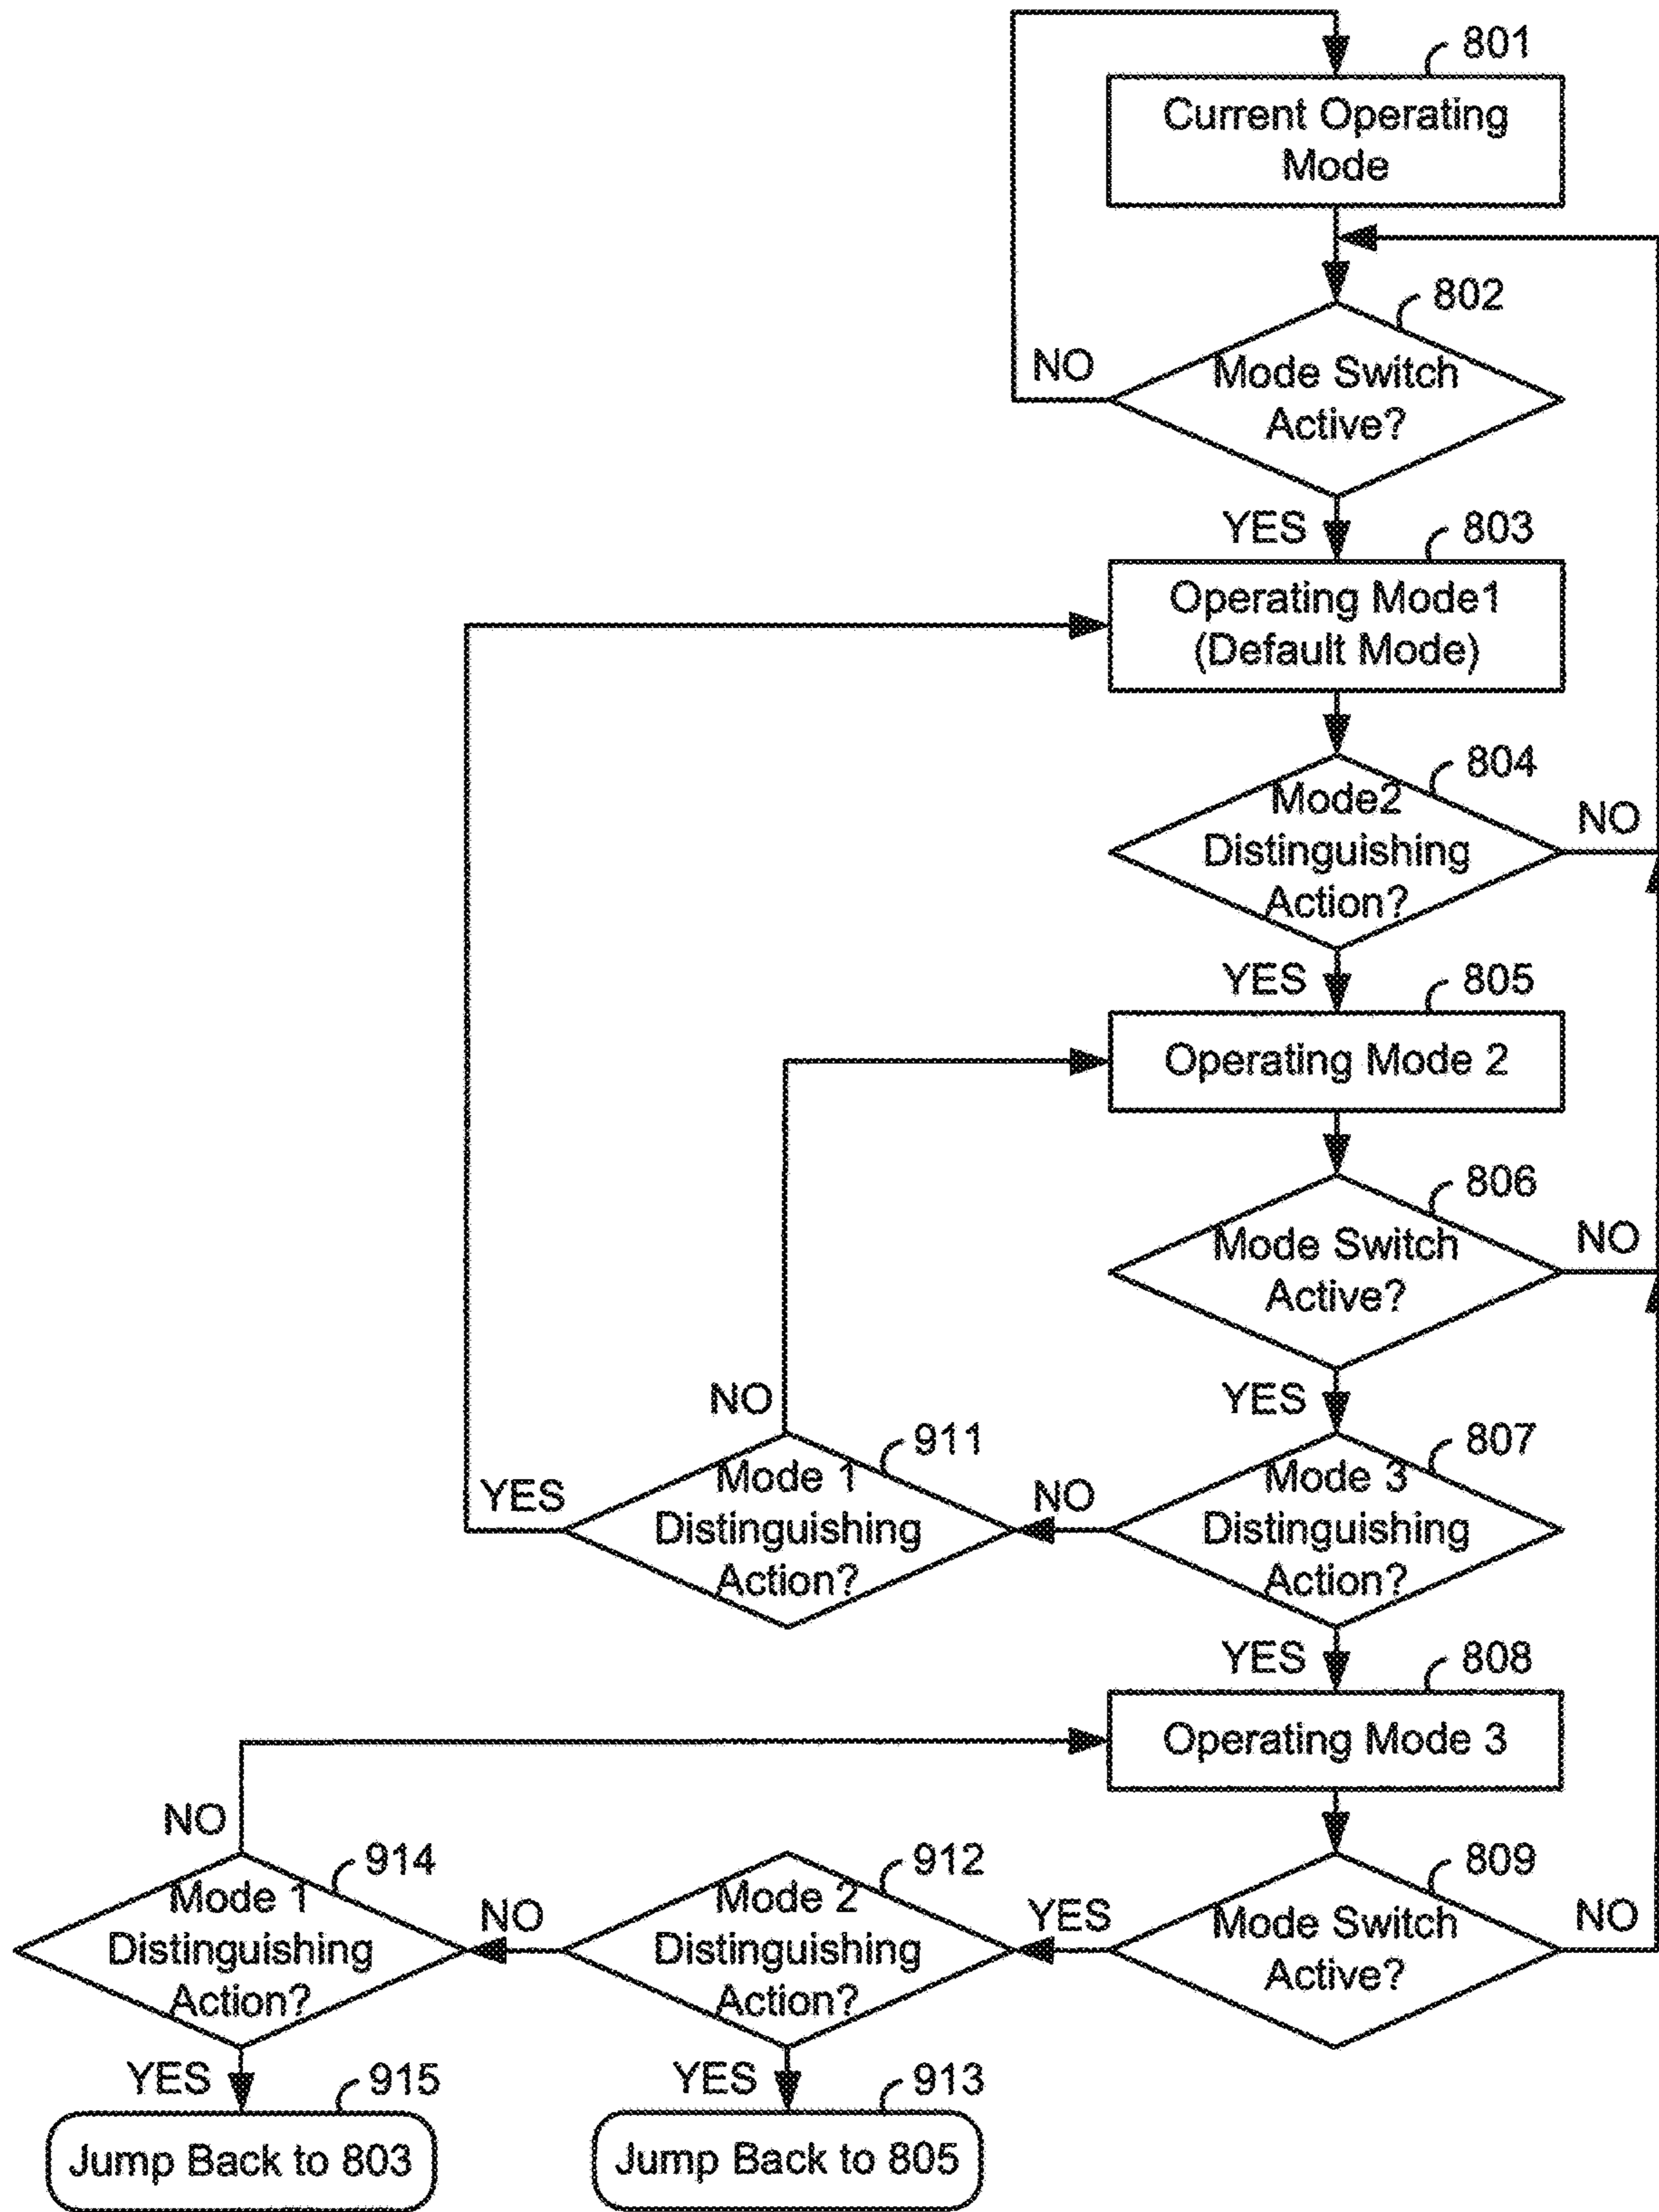 801
Current Operating
Mode
802
NO
Mode Switch
Active?
YES
803
Operating Mode1
(Default Mode)
804
Mode2
Distinguishing
Action?
NO
YES
805
Operating Mode 2
806
Mode Switch
Active?
NO
YES
807
Mode 3
Distinguishing
Action?
NO
911
Mode 1
Distinguishing
Action?
NO
YES
YES
808
Operating Mode 3
809
Mode Switch
Active?
NO
YES
912
Mode 2
Distinguishing
Action?
NO
914
Mode 1
Distinguishing
Action?
NO
YES
915
Jump Back to 803
YES
913
Jump Back to 805